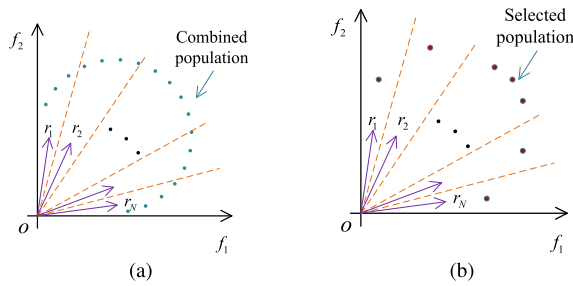 f2
Combined
population
r1
r2
rN
o
f1
(a)
f2
Selected
population
r1
r2
rN
o
f1
(b)